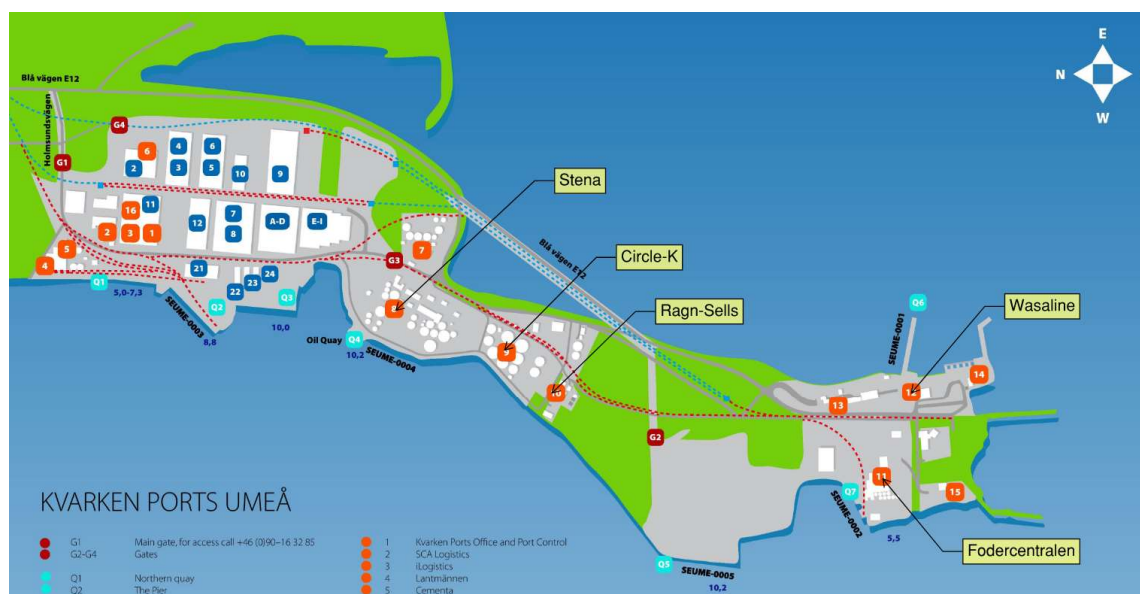 Blå vägen E12
Holmsundsvägen
G4
G1
6
2
4
3
6
5
10
9
16
11
2
3
1
12
7
8
A-D
E-I
5
4
Q1
5,0-7,3
SEUME-0003
21
22
23
24
Q2
8,8
Q3
10,0
7
G3
Stena
Circle-K
Ragn-Sells
Blå vägen E12
Oil Quay
Q4
10,2
SEUME-0004
9
10
G2
E
N
S
W
Q6
SEUME-0001
Wasaline
12
13
14
11
15
Q7
SEUME-0002
5,5
Fodercentralen
Q5
SEUME-0005
10,2
KVARKEN PORTS UMEÅ
G1 Main gate, for access call +46 (0)90–16 32 85
G2-G4 Gates
Q1 Northern quay
Q2 The Pier
1 Kvarken Ports Office and Port Control
2 SCA Logistics
3 iLogistics
4 Lantmännen
5 Cementa